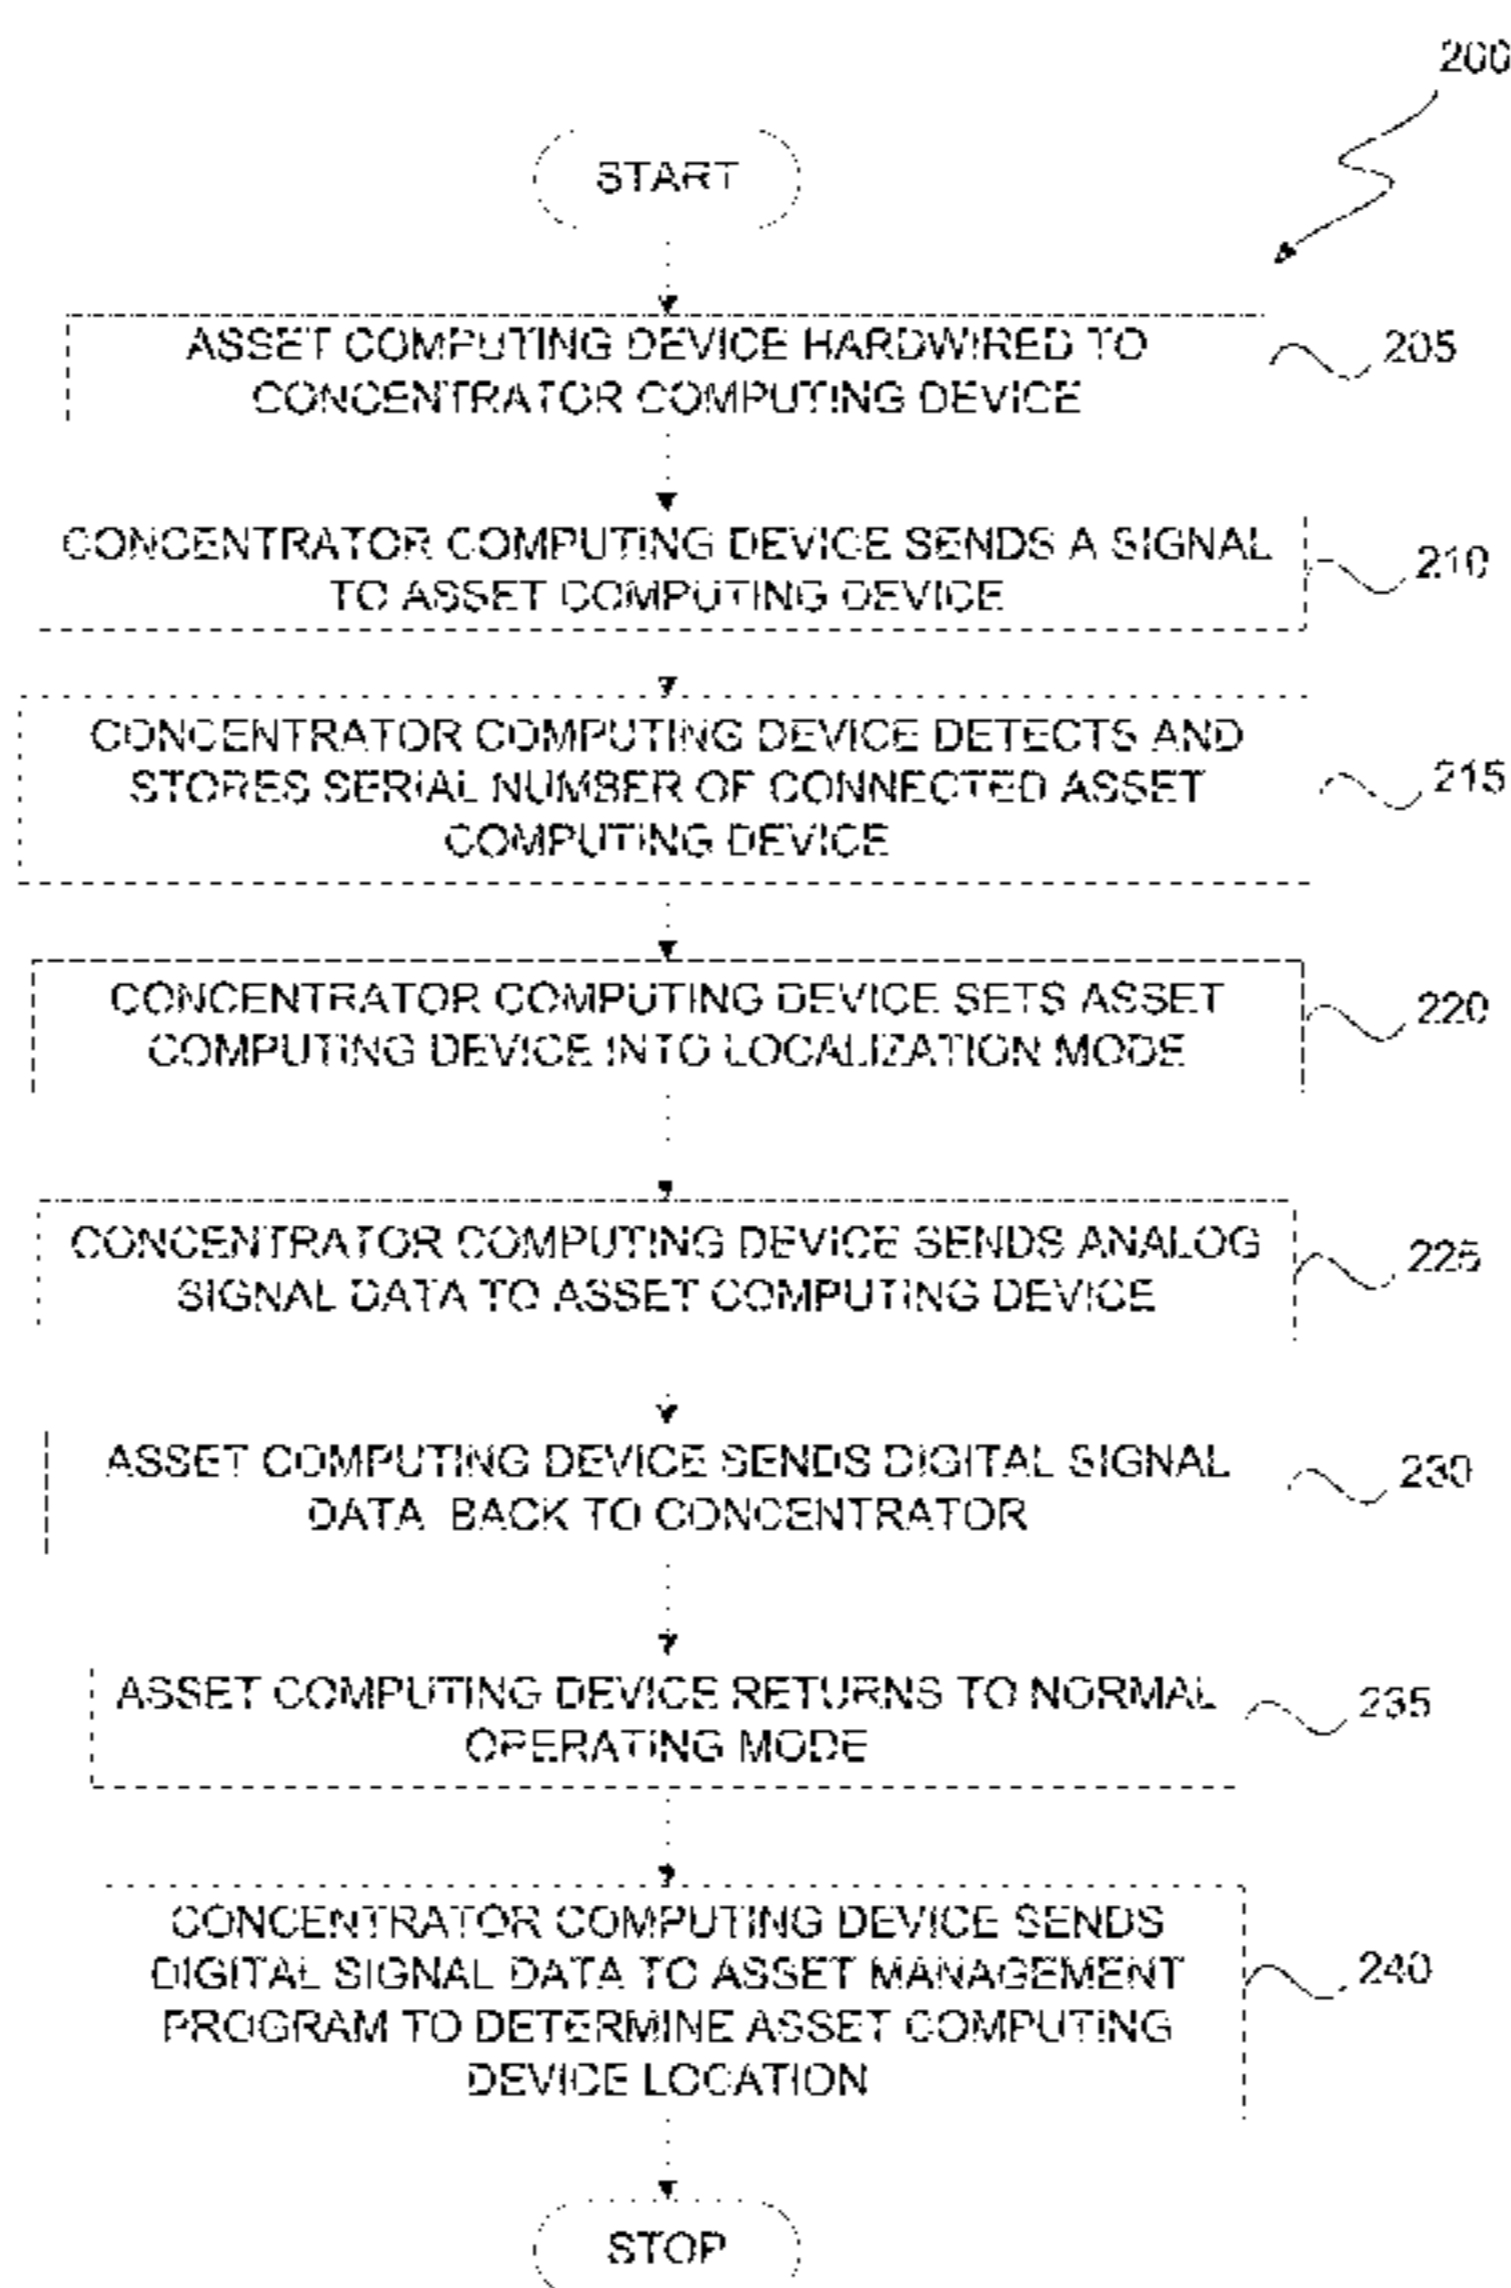 200
START
ASSET COMPUTING DEVICE HARDWIRED TO
CONCENTRATOR COMPUTING DEVICE
205
CONCENTRATOR COMPUTING DEVICE SENDS A SIGNAL
TO ASSET COMPUTING DEVICE
210
CONCENTRATOR COMPUTING DEVICE DETECTS AND
STORES SERIAL NUMBER OF CONNECTED ASSET
COMPUTING DEVICE
215
CONCENTRATOR COMPUTING DEVICE SETS ASSET
COMPUTING DEVICE INTO LOCALIZATION MODE
220
CONCENTRATOR COMPUTING DEVICE SENDS ANALOG
SIGNAL DATA TO ASSET COMPUTING DEVICE
225
ASSET COMPUTING DEVICE SENDS DIGITAL SIGNAL
DATA BACK TO CONCENTRATOR
230
ASSET COMPUTING DEVICE RETURNS TO NORMAL
OPERATING MODE
235
CONCENTRATOR COMPUTING DEVICE SENDS
DIGITAL SIGNAL DATA TO ASSET MANAGEMENT
PROGRAM TO DETERMINE ASSET COMPUTING
DEVICE LOCATION
240
STOP